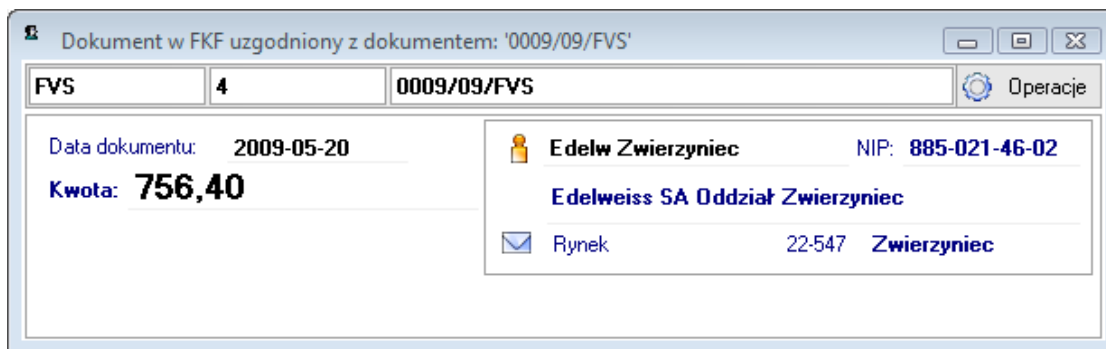 Dokument w FKF uzgodniony z dokumentem: '0009/09/FVS'
FVS 4 0009/09/FVS Operacje
Data dokumentu: 2009-05-20
Kwota: 756,40
Edelw Zwierzyniec NIP: 885-021-46-02
Edelweiss SA Oddział Zwierzyniec
Rynek 22-547 Zwierzyniec